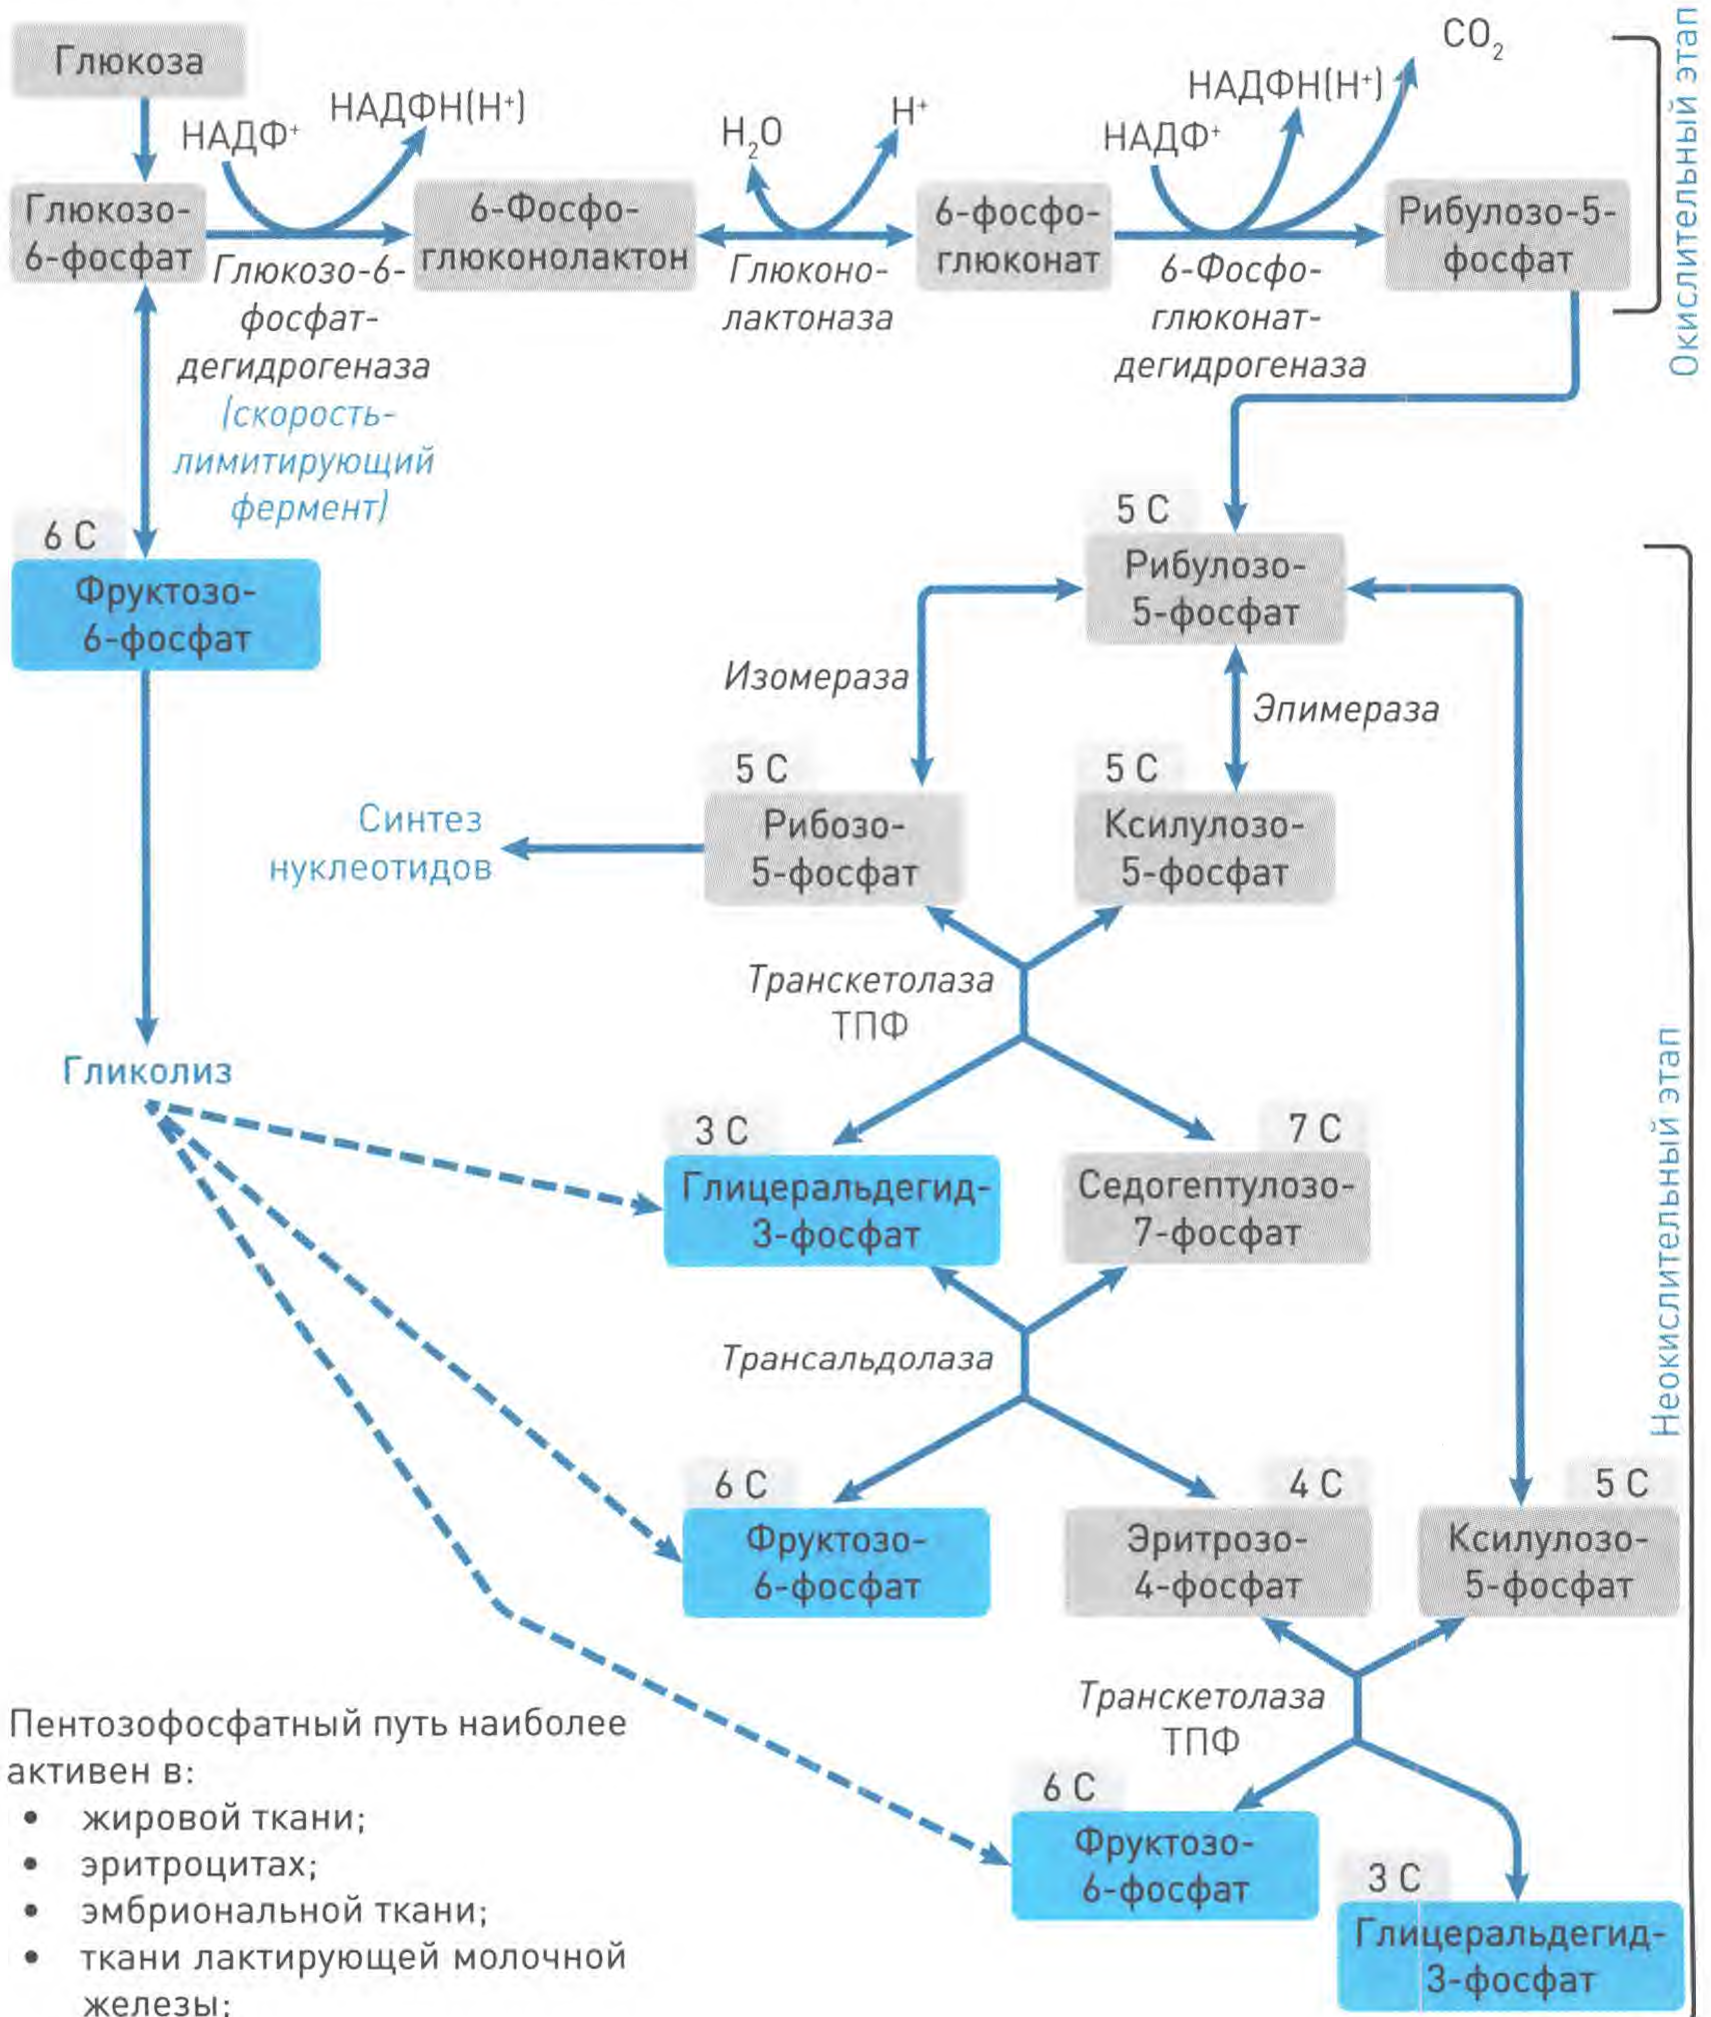 Глюкоза
НАДФ⁺
НАДФН(Н⁺)
H₂O
H⁺
НАДФ⁺
НАДФН(Н⁺)
CO₂
Окислительный этап
Глюкозо-
6-фосфат
6-Фосфо-
глюконолактон
6-фосфо-
глюконат
Рибулозо-5-
фосфат
Глюкозо-6-
фосфат-
дегидрогеназа
(скорость-
лимитирующий
фермент)
Глюконо-
лактоназа
6-Фосфо-
глюконат-
дегидрогеназа
6 С
Фруктозо-
6-фосфат
5 С
Рибулозо-
5-фосфат
Изомераза
Эпимераза
5 С
Рибозо-
5-фосфат
5 С
Ксилулозо-
5-фосфат
Синтез
нуклеотидов
Транскетолаза
ТПФ
Гликолиз
Неокислительный этап
3 С
Глицеральдегид-
3-фосфат
7 С
Седогептулозо-
7-фосфат
Трансальдолаза
6 С
Фруктозо-
6-фосфат
4 С
Эритрозо-
4-фосфат
5 С
Ксилулозо-
5-фосфат
Транскетолаза
ТПФ
6 С
Фруктозо-
6-фосфат
3 С
Глицеральдегид-
3-фосфат
Пентозофосфатный путь наиболее
активен в:
• жировой ткани;
• эритроцитах;
• эмбриональной ткани;
• ткани лактирующей молочной
железы;